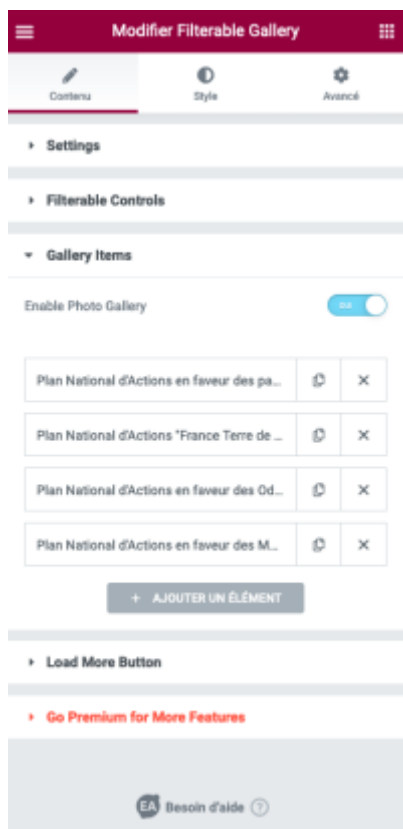 Modifier Filterable Gallery
Contenu Style Avancé
Settings
Filterable Controls
Gallery Items
Enable Photo Gallery OUI
Plan National d'Actions en faveur des pa...
Plan National d'Actions "France Terre de ...
Plan National d'Actions en faveur des Od...
Plan National d'Actions en faveur des M...
+ AJOUTER UN ÉLÉMENT
Load More Button
Go Premium for More Features
EA Besoin d'aide ?